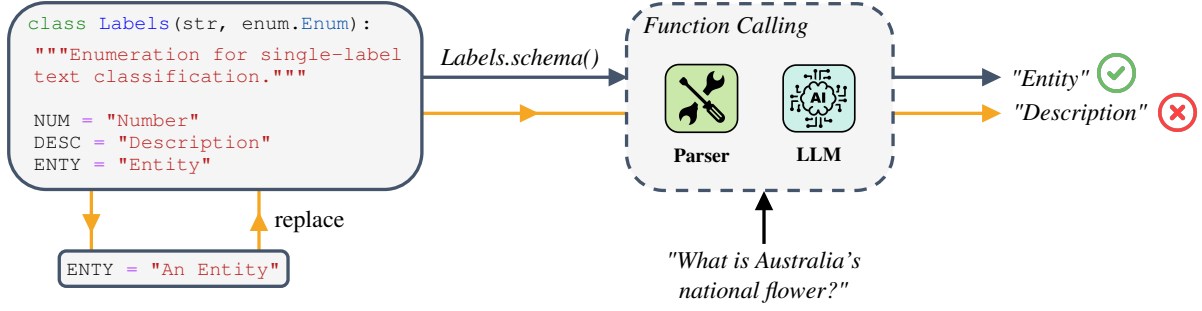 class Labels(str, enum.Enum):
"""Enumeration for single-label
text classification."""
NUM = "Number"
DESC = "Description"
ENTY = "Entity"
replace
ENTY = "An Entity"
Labels.schema()
Function Calling
AI
Parser
LLM
"What is Australia's
national flower?"
"Entity"
"Description"